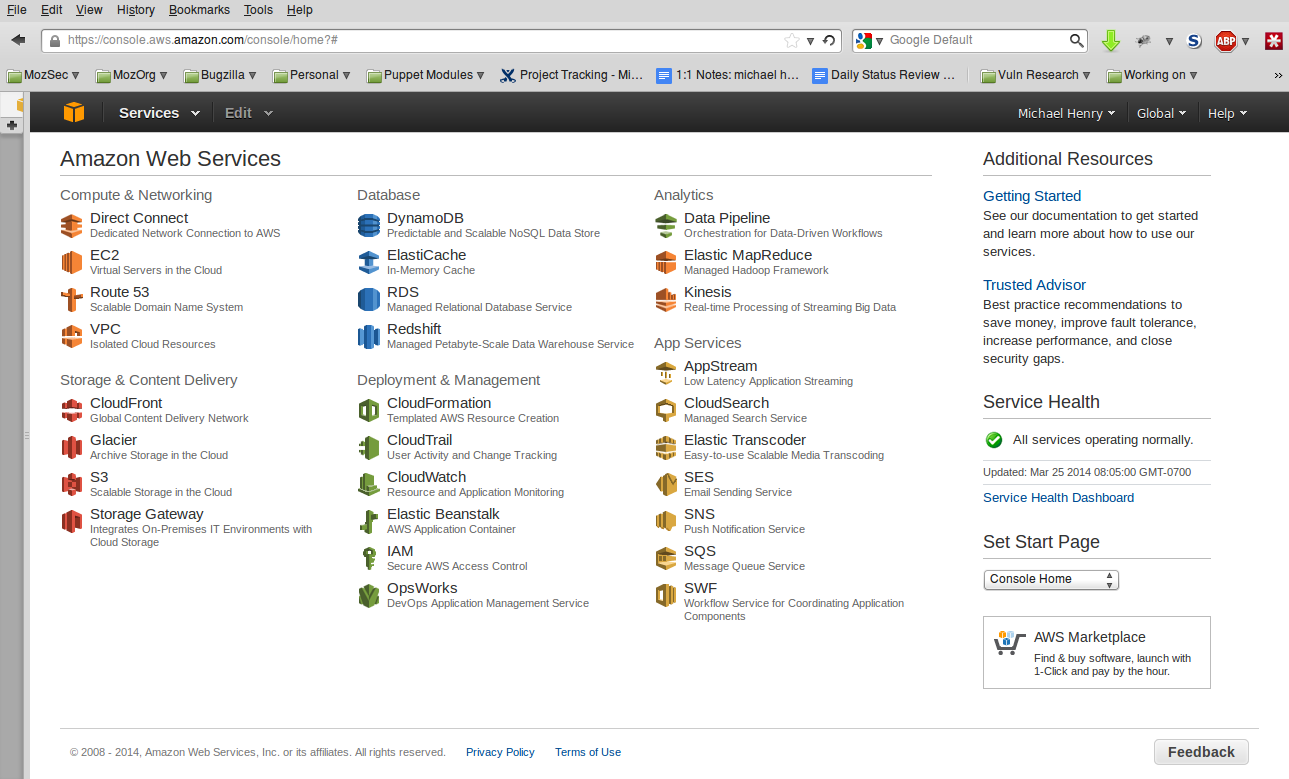 File Edit View History Bookmarks Tools Help
https://console.aws.amazon.com/console/home?#
Google Default
ABP
MozSec MozOrg Bugzilla Personal Puppet Modules Project Tracking - Mi... 1:1 Notes: michael h... Daily Status Review ... Vuln Research Working on »
Services Edit Michael Henry Global Help
Amazon Web Services
Compute & Networking
Direct Connect
Dedicated Network Connection to AWS
EC2
Virtual Servers in the Cloud
Route 53
Scalable Domain Name System
VPC
Isolated Cloud Resources
Storage & Content Delivery
CloudFront
Global Content Delivery Network
Glacier
Archive Storage in the Cloud
S3
Scalable Storage in the Cloud
Storage Gateway
Integrates On-Premises IT Environments with
Cloud Storage
Database
DynamoDB
Predictable and Scalable NoSQL Data Store
ElastiCache
In-Memory Cache
RDS
Managed Relational Database Service
Redshift
Managed Petabyte-Scale Data Warehouse Service
Deployment & Management
CloudFormation
Templated AWS Resource Creation
CloudTrail
User Activity and Change Tracking
CloudWatch
Resource and Application Monitoring
Elastic Beanstalk
AWS Application Container
IAM
Secure AWS Access Control
OpsWorks
DevOps Application Management Service
Analytics
Data Pipeline
Orchestration for Data-Driven Workflows
Elastic MapReduce
Managed Hadoop Framework
Kinesis
Real-time Processing of Streaming Big Data
App Services
AppStream
Low Latency Application Streaming
CloudSearch
Managed Search Service
Elastic Transcoder
Easy-to-use Scalable Media Transcoding
SES
Email Sending Service
SNS
Push Notification Service
SQS
Message Queue Service
SWF
Workflow Service for Coordinating Application
Components
Additional Resources
Getting Started
See our documentation to get started
and learn more about how to use our
services.
Trusted Advisor
Best practice recommendations to
save money, improve fault tolerance,
increase performance, and close
security gaps.
Service Health
All services operating normally.
Updated: Mar 25 2014 08:05:00 GMT-0700
Service Health Dashboard
Set Start Page
Console Home
AWS Marketplace
Find & buy software, launch with
1-Click and pay by the hour.
© 2008 - 2014, Amazon Web Services, Inc. or its affiliates. All rights reserved. Privacy Policy Terms of Use
Feedback